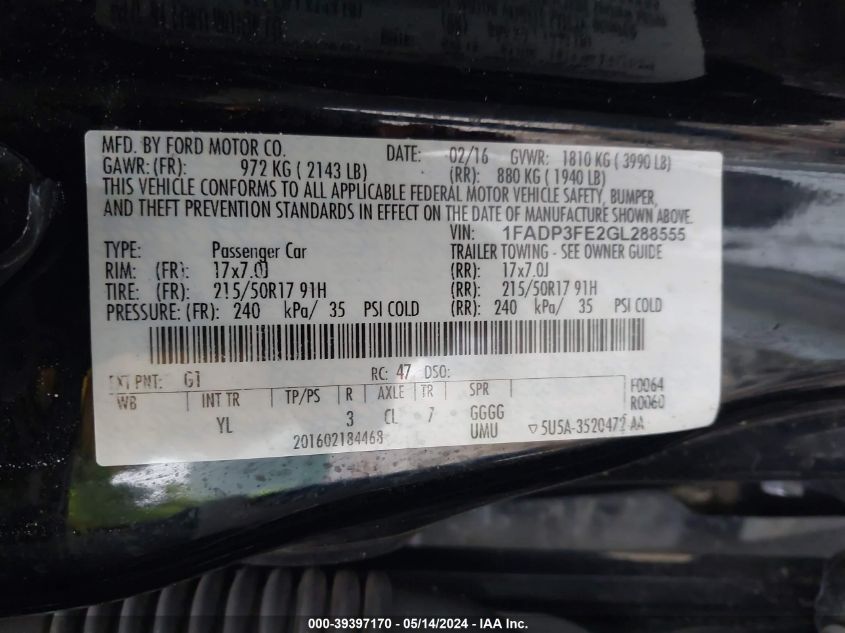 MFD. BY FORD MOTOR CO. DATE: 02/16 GVWR: 1810 KG ( 3990 LB)
GAWR: (FR): 972 KG ( 2143 LB) (RR): 880 KG ( 1940 LB)
THIS VEHICLE CONFORMS TO ALL APPLICABLE FEDERAL MOTOR VEHICLE SAFETY, BUMPER,
AND THEFT PREVENTION STANDARDS IN EFFECT ON THE DATE OF MANUFACTURE SHOWN ABOVE.
VIN: 1FADP3FE2GL288555
TYPE: Passenger Car TRAILER TOWING - SEE OWNER GUIDE
RIM: (FR): 17x7.0J (RR): 17x7.0J
TIRE: (FR): 215/50R17 91H (RR): 215/50R17 91H
PRESSURE: (FR): 240 kPa/ 35 PSI COLD (RR): 240 kPa/ 35 PSI COLD
EXT PNT: G1 RC: 47 DSO:
WB INT TR TP/PS R AXLE TR SPR F0064
R0060
YL 3 CL 7 GGGG
201602184468 UMU ▽5U5A-3520472 AA
000-39397170 - 05/14/2024 - IAA Inc.